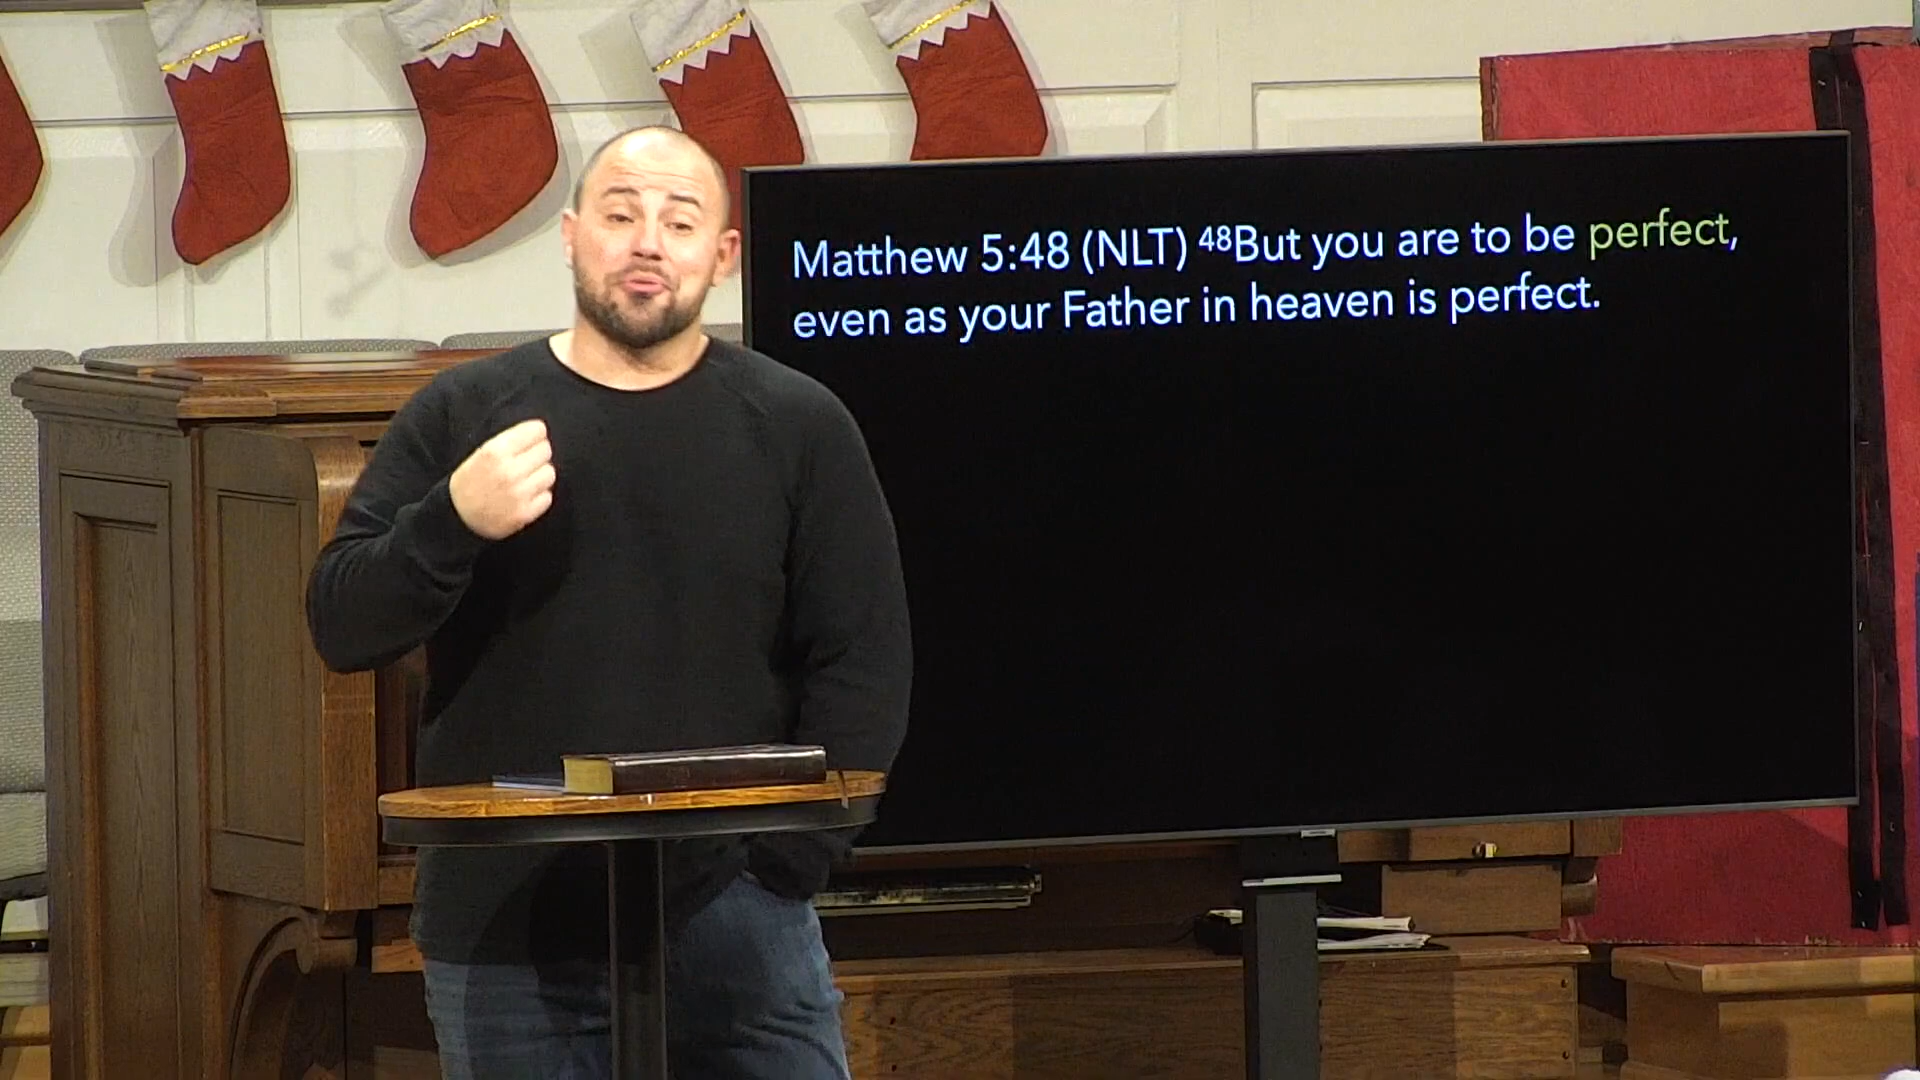 Matthew 5:48 (NLT) 48But you are to be perfect,
even as your Father in heaven is perfect.